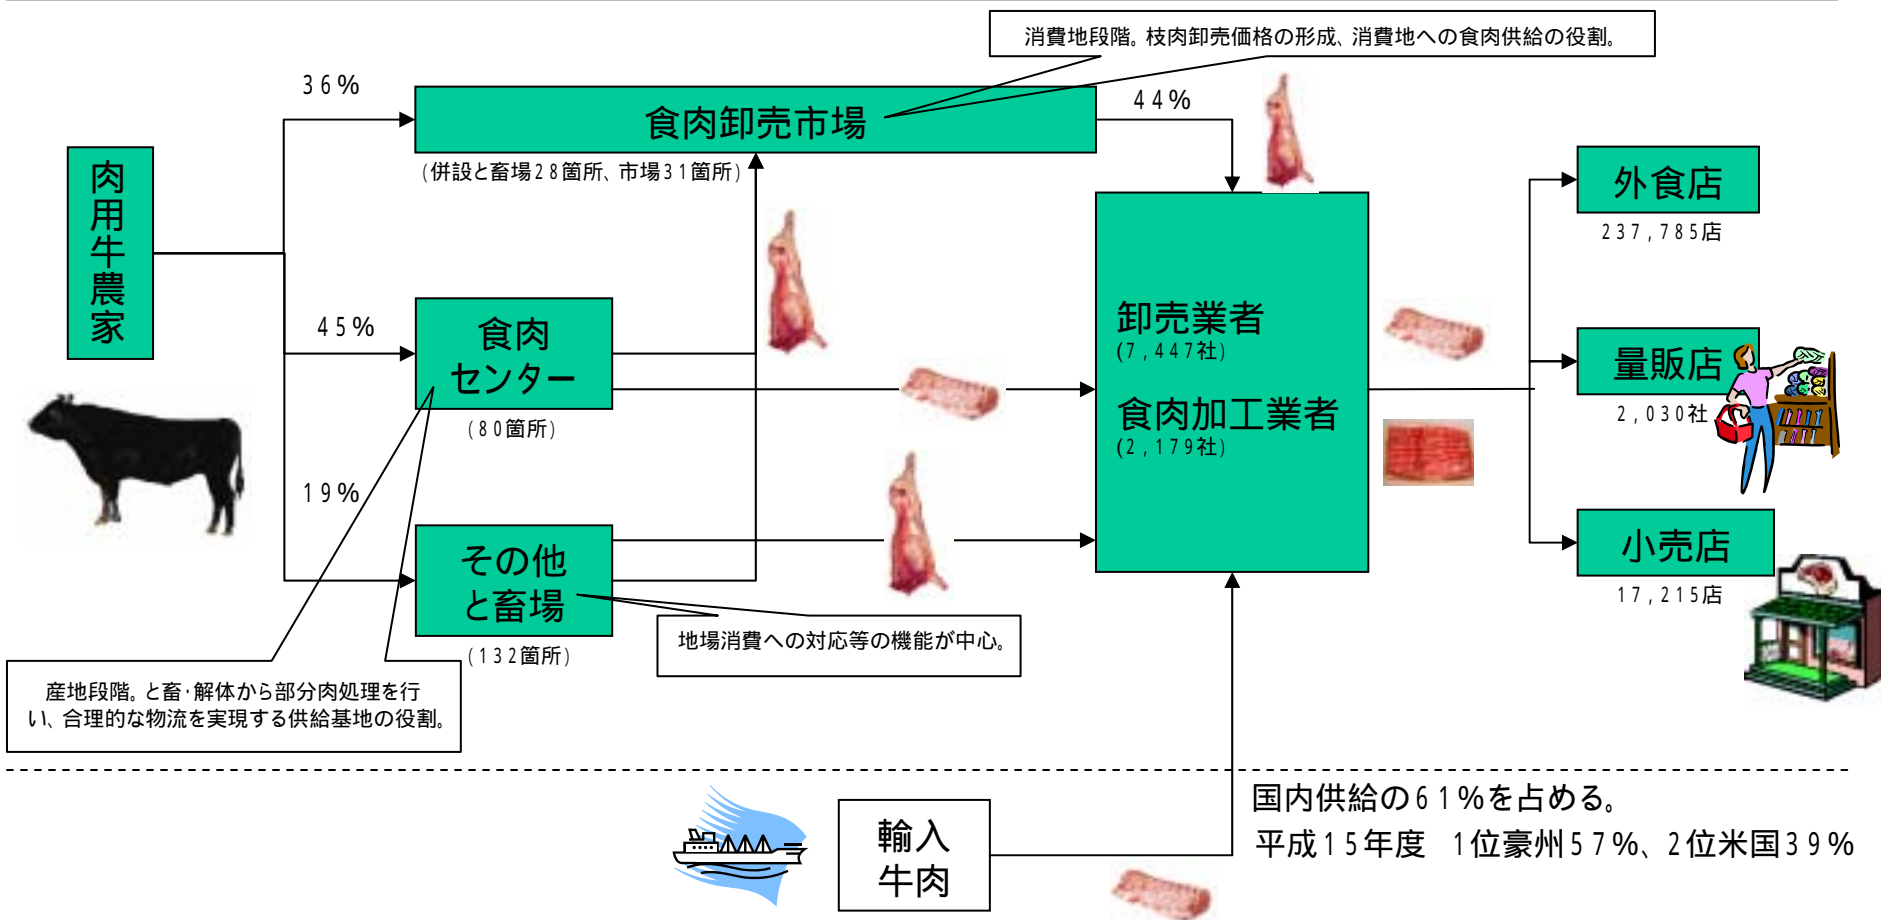 消費地段階。枝肉卸売価格の形成、消費地への食肉供給の役割。
36%
食肉卸売市場
44%
(併設と畜場28箇所、市場31箇所)
肉用牛農家
外食店
237,785店
45%
食肉
センター
(80箇所)
卸売業者
(7,447社)
食肉加工業者
(2,179社)
量販店
2,030社
19%
その他
と畜場
(132箇所)
小売店
17,215店
地場消費への対応等の機能が中心。
産地段階。と畜・解体から部分肉処理を行
い、合理的な物流を実現する供給基地の役割。
輸入
牛肉
国内供給の61%を占める。
平成15年度 1位豪州57%、2位米国39%